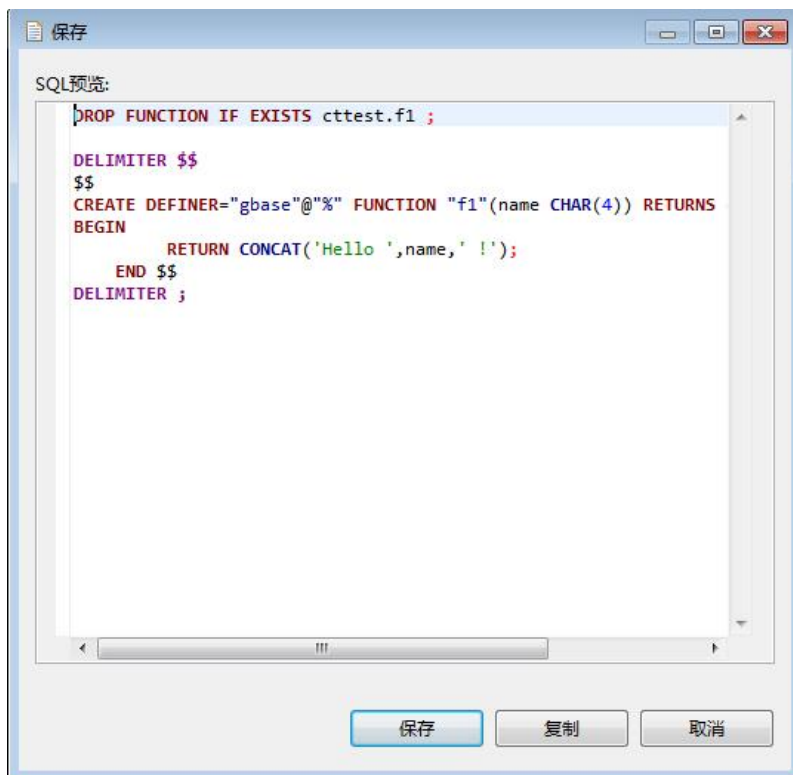 保存
SQL预览:
DROP FUNCTION IF EXISTS cttest.f1 ;
DELIMITER $$
$$
CREATE DEFINER="gbase"@"%" FUNCTION "f1"(name CHAR(4)) RETURNS
BEGIN
RETURN CONCAT('Hello ',name,' !');
END $$
DELIMITER ;
保存 复制 取消